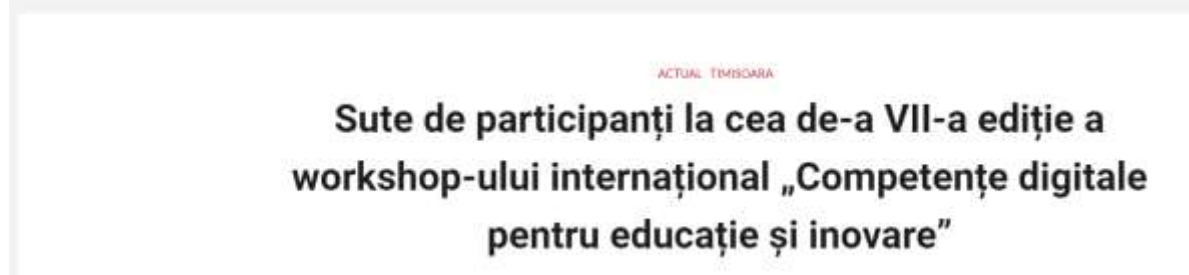 ACTUAL TIMISOARA
Sute de participanți la cea de-a VII-a ediție a
workshop-ului internațional „Competențe digitale
pentru educație și inovare”